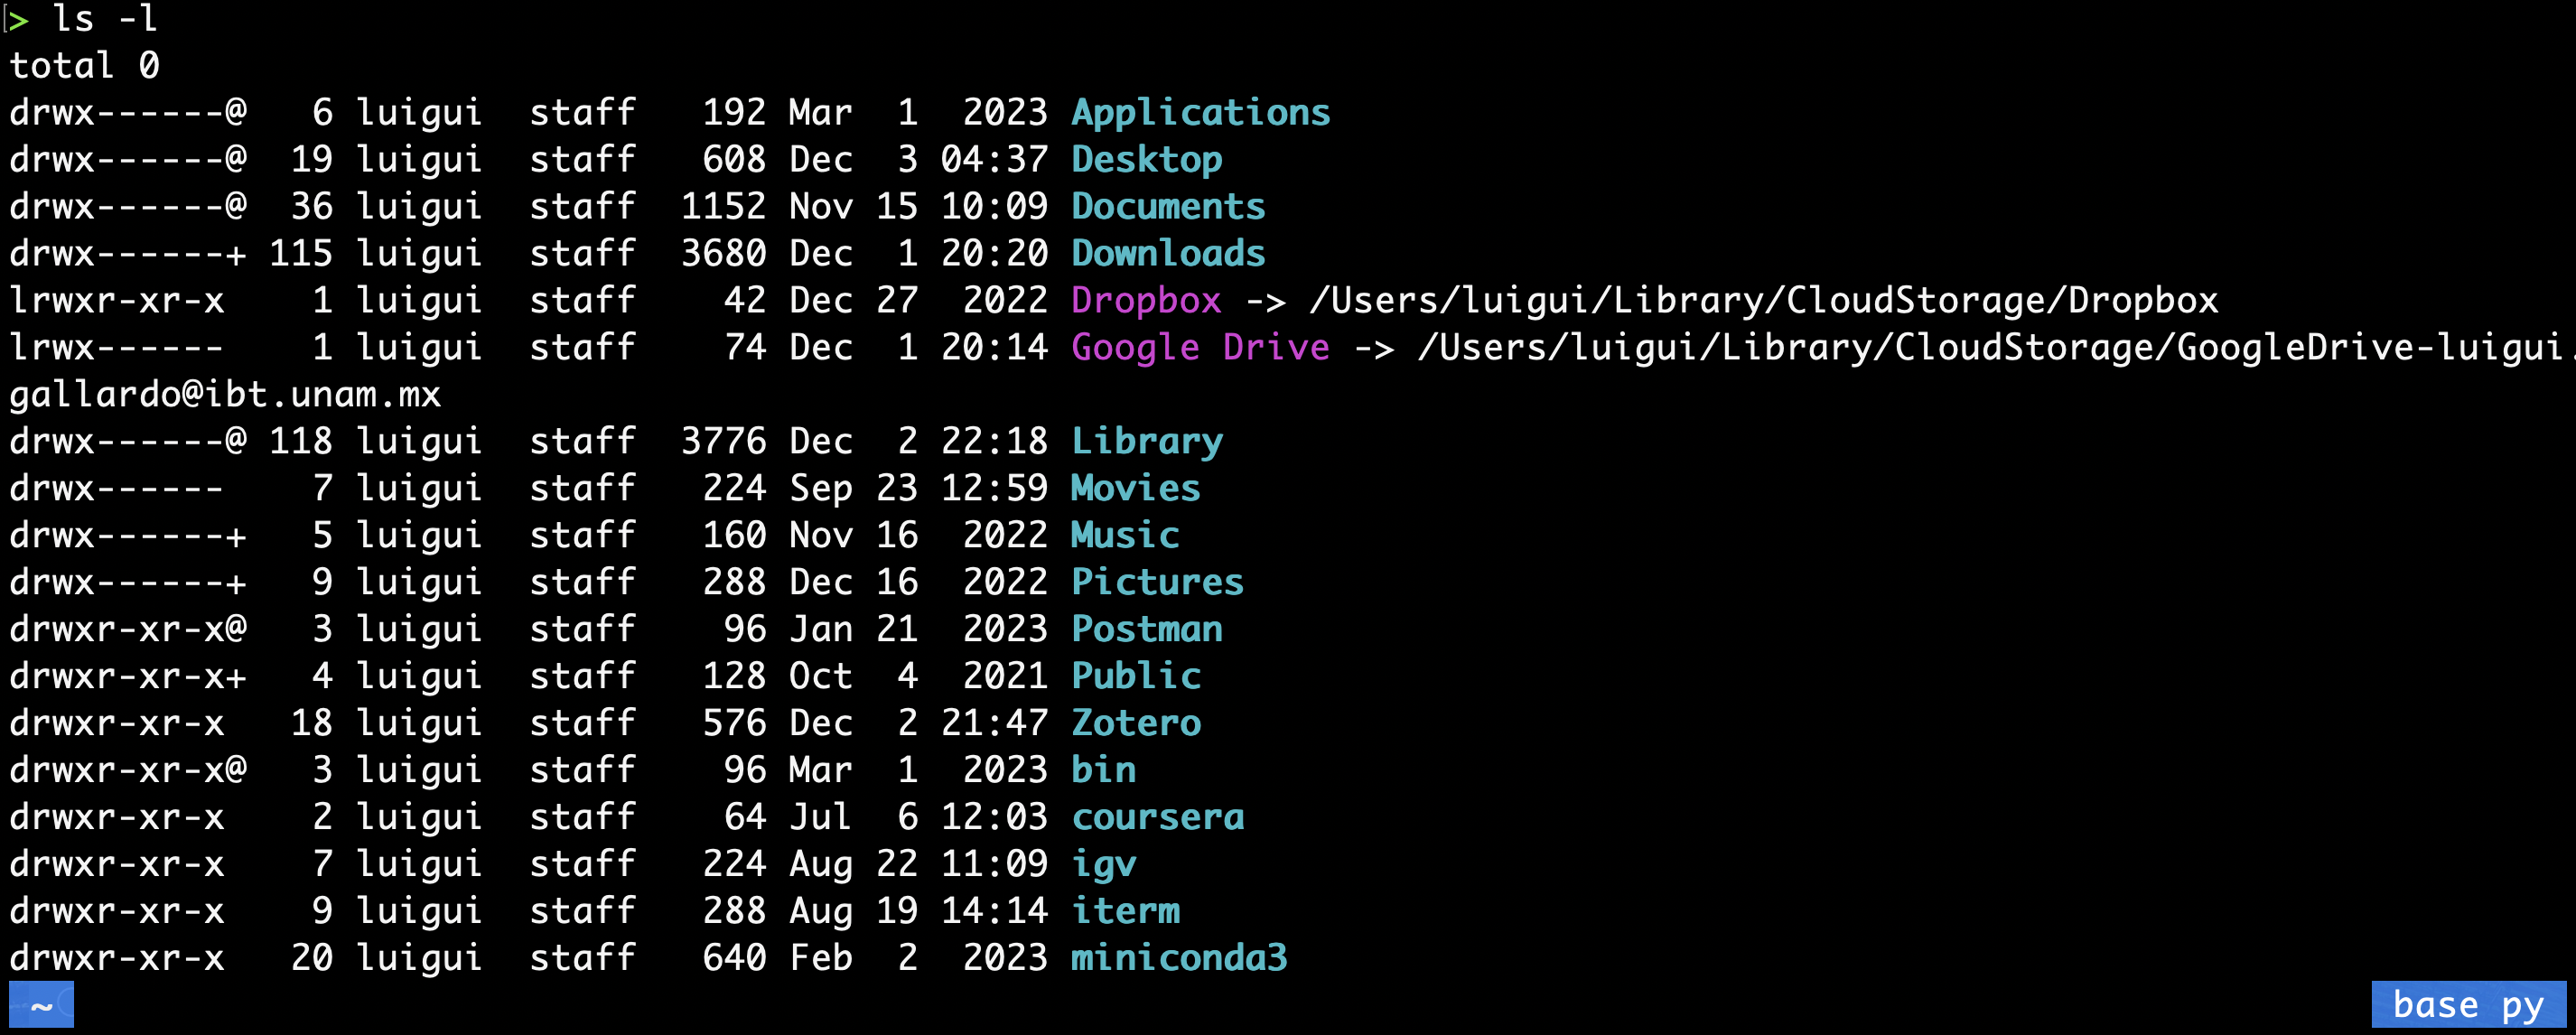 > ls -l
total 0
drwx------@   6 luigui  staff   192 Mar  1  2023 Applications
drwx------@  19 luigui  staff   608 Dec  3 04:37 Desktop
drwx------@  36 luigui  staff  1152 Nov 15 10:09 Documents
drwx------+ 115 luigui  staff  3680 Dec  1 20:20 Downloads
lrwxr-xr-x    1 luigui  staff    42 Dec 27  2022 Dropbox -> /Users/luigui/Library/CloudStorage/Dropbox
lrwx------    1 luigui  staff    74 Dec  1 20:14 Google Drive -> /Users/luigui/Library/CloudStorage/GoogleDrive-luigui.
gallardo@ibt.unam.mx
drwx------@ 118 luigui  staff  3776 Dec  2 22:18 Library
drwx------    7 luigui  staff   224 Sep 23 12:59 Movies
drwx------+   5 luigui  staff   160 Nov 16  2022 Music
drwx------+   9 luigui  staff   288 Dec 16  2022 Pictures
drwxr-xr-x@   3 luigui  staff    96 Jan 21  2023 Postman
drwxr-xr-x+   4 luigui  staff   128 Oct  4  2021 Public
drwxr-xr-x   18 luigui  staff   576 Dec  2 21:47 Zotero
drwxr-xr-x@   3 luigui  staff    96 Mar  1  2023 bin
drwxr-xr-x    2 luigui  staff    64 Jul  6 12:03 coursera
drwxr-xr-x    7 luigui  staff   224 Aug 22 11:09 igv
drwxr-xr-x    9 luigui  staff   288 Aug 19 14:14 iterm
drwxr-xr-x   20 luigui  staff   640 Feb  2  2023 miniconda3
~ base py